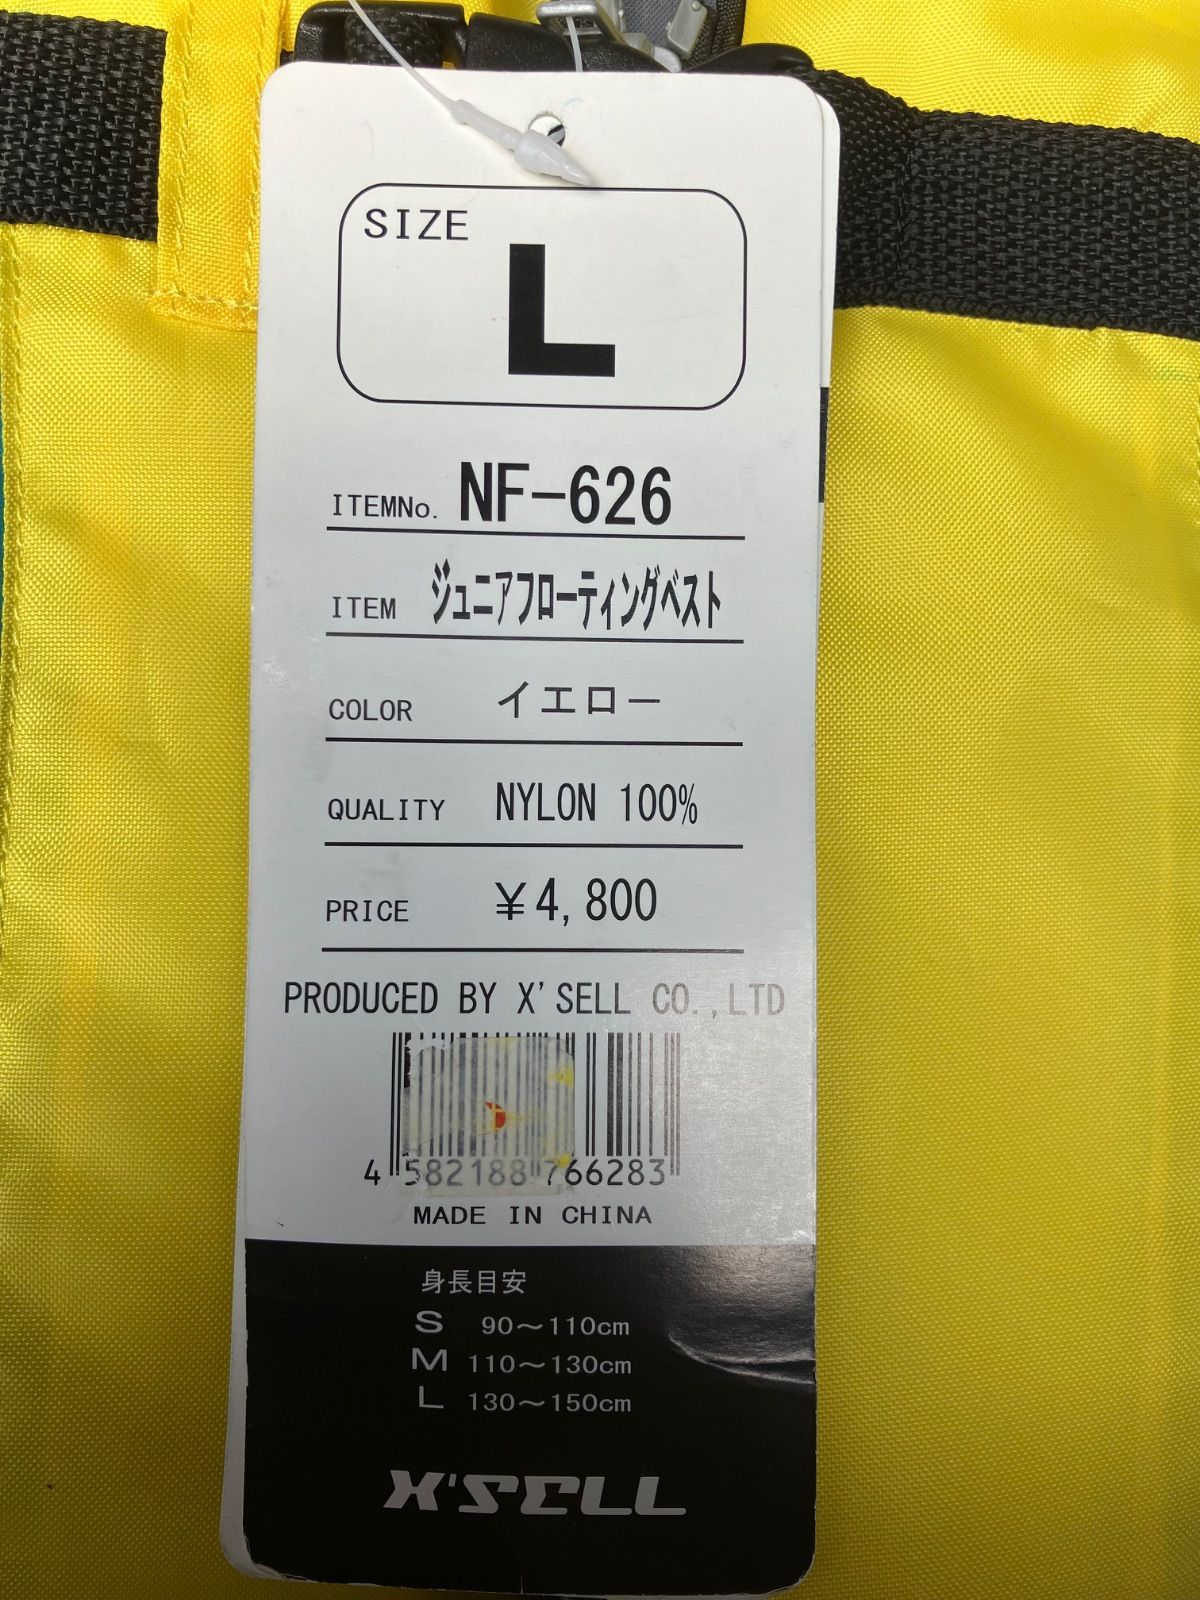 SIZE
L
ITEMNo. NF-626
ITEM ジュニアフローティングベスト
COLOR イエロー
QUALITY NYLON 100%
PRICE ¥4,800
PRODUCED BY X'SELL CO.,LTD
4 582188 766283
MADE IN CHINA
身長目安
S 90～110cm
M 110～130cm
L 130～150cm
X'SELL